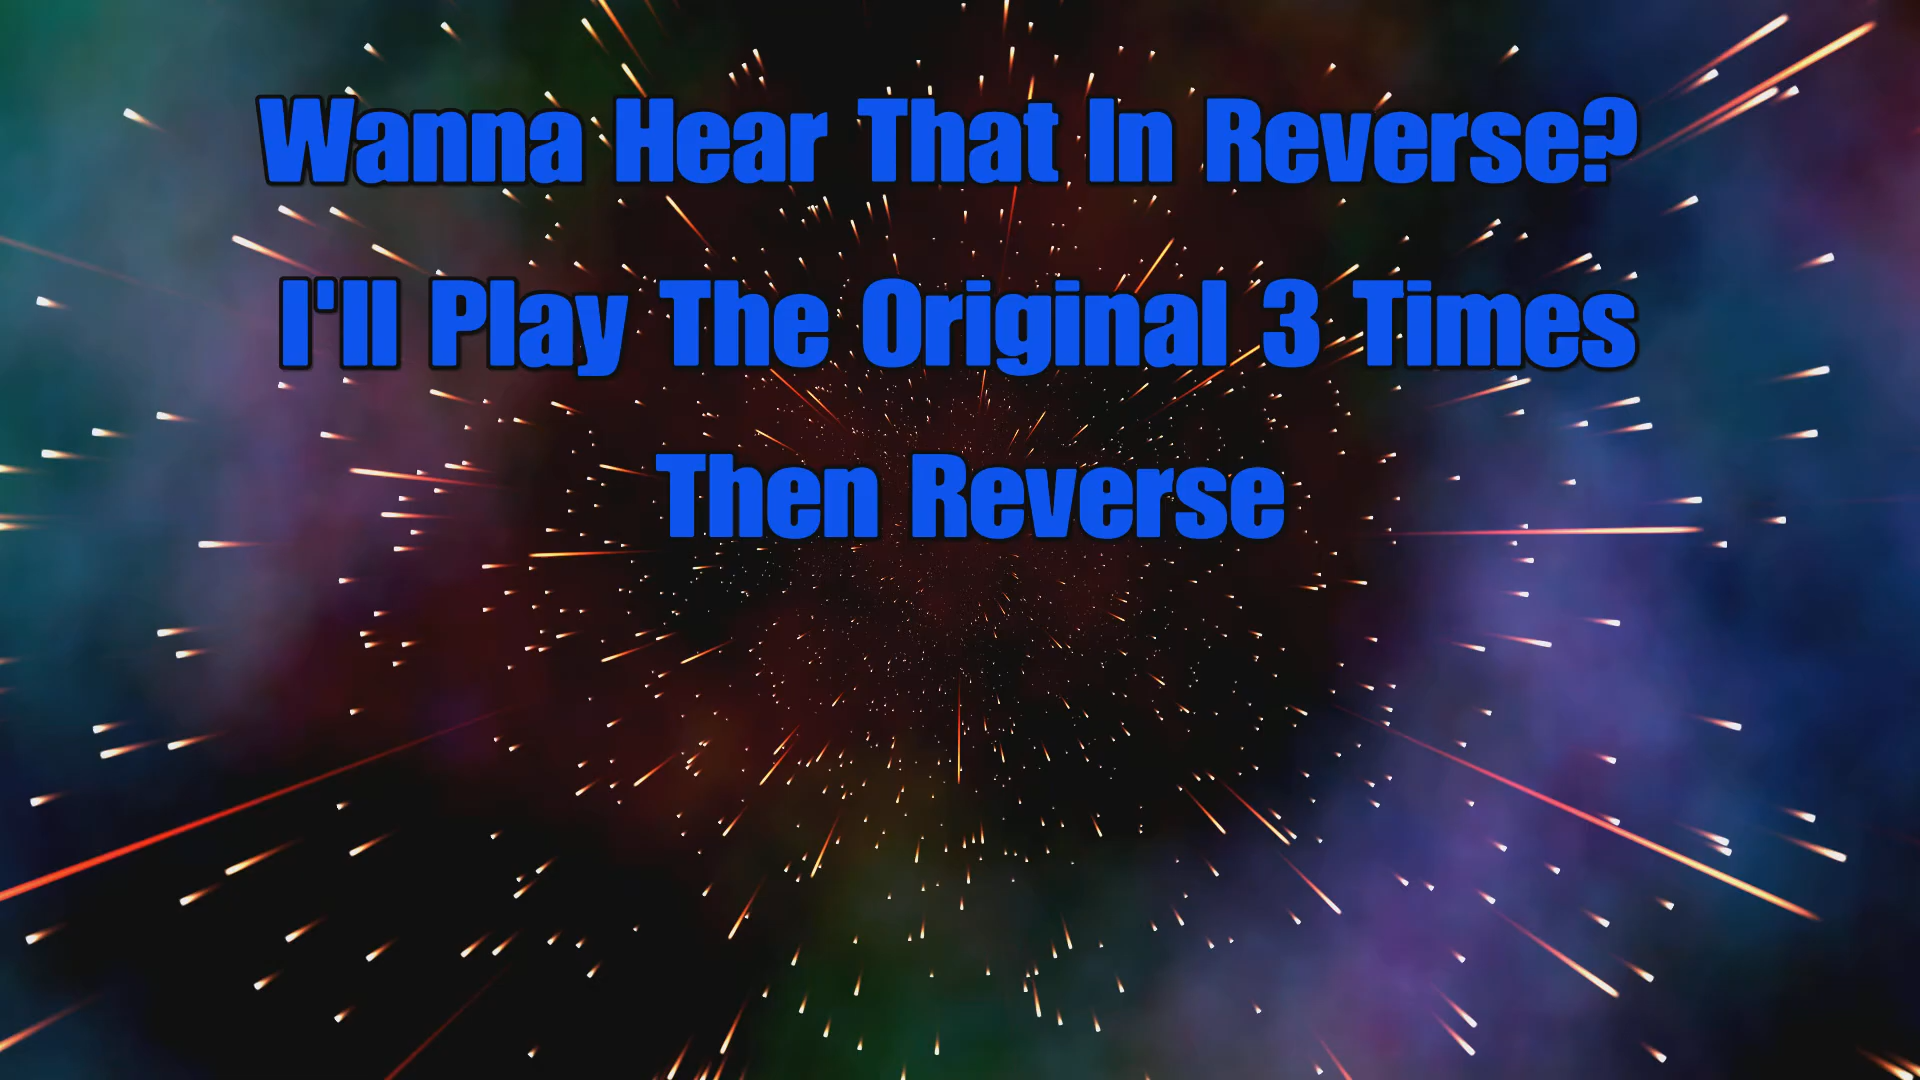 Wanna Hear That In Reverse?
I'll Play The Original 3 Times
Then Reverse